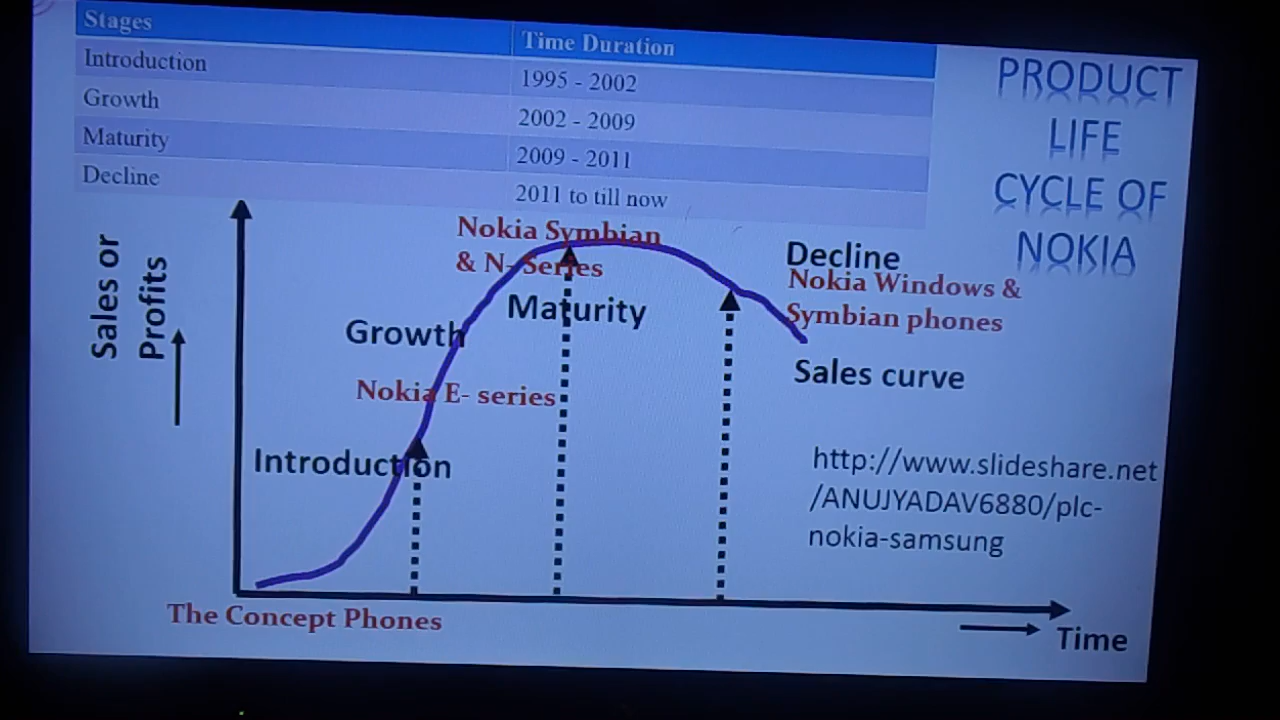 Stages Time Duration
Introduction 1995 - 2002
Growth 2002 - 2009
Maturity 2009 - 2011
Decline 2011 to till now
PRODUCT
LIFE
CYCLE OF
NOKIA
Sales or
Profits
Nokia Symbian
& N- Series
Maturity
Growth
Nokia E- series
Introduction
The Concept Phones
Decline
Nokia Windows &
Symbian phones
Sales curve
http://www.slideshare.net
/ANUJYADAV6880/plc-
nokia-samsung
Time